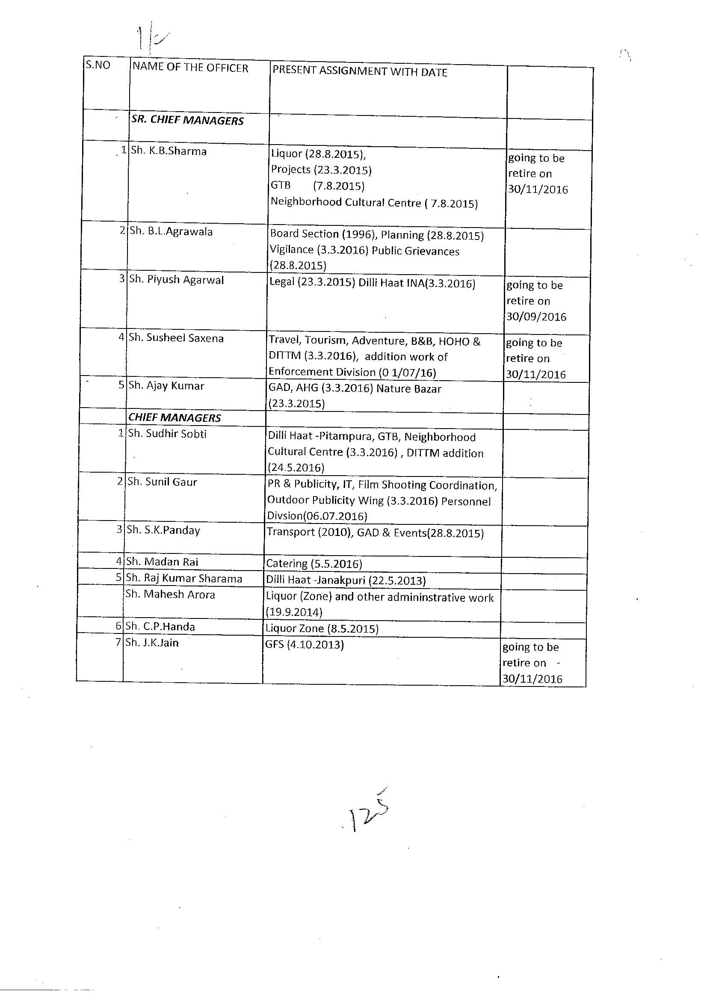 S.NO NAME OF THE OFFICER PRESENT ASSIGNMENT WITH DATE
SR. CHIEF MANAGERS
1 Sh. K.B.Sharma Liquor (28.8.2015), going to be
Projects (23.3.2015) retire on
GTB (7.8.2015) 30/11/2016
Neighborhood Cultural Centre ( 7.8.2015)
2 Sh. B.L.Agrawala Board Section (1996), Planning (28.8.2015)
Vigilance (3.3.2016) Public Grievances
(28.8.2015)
3 Sh. Piyush Agarwal Legal (23.3.2015) Dilli Haat INA(3.3.2016) going to be
retire on
30/09/2016
4 Sh. Susheel Saxena Travel, Tourism, Adventure, B&B, HOHO & going to be
DITTM (3.3.2016), addition work of retire on
Enforcement Division (0 1/07/16) 30/11/2016
5 Sh. Ajay Kumar GAD, AHG (3.3.2016) Nature Bazar
(23.3.2015)
CHIEF MANAGERS
1 Sh. Sudhir Sobti Dilli Haat -Pitampura, GTB, Neighborhood
Cultural Centre (3.3.2016) , DITTM addition
(24.5.2016)
2 Sh. Sunil Gaur PR & Publicity, IT, Film Shooting Coordination,
Outdoor Publicity Wing (3.3.2016) Personnel
Divsion(06.07.2016)
3 Sh. S.K.Panday Transport (2010), GAD & Events(28.8.2015)
4 Sh. Madan Rai Catering (5.5.2016)
5 Sh. Raj Kumar Sharama Dilli Haat -Janakpuri (22.5.2013)
Sh. Mahesh Arora Liquor (Zone) and other admininstrative work
(19.9.2014)
6 Sh. C.P.Handa Liquor Zone (8.5.2015)
7 Sh. J.K.Jain GFS (4.10.2013) going to be
retire on
30/11/2016
125